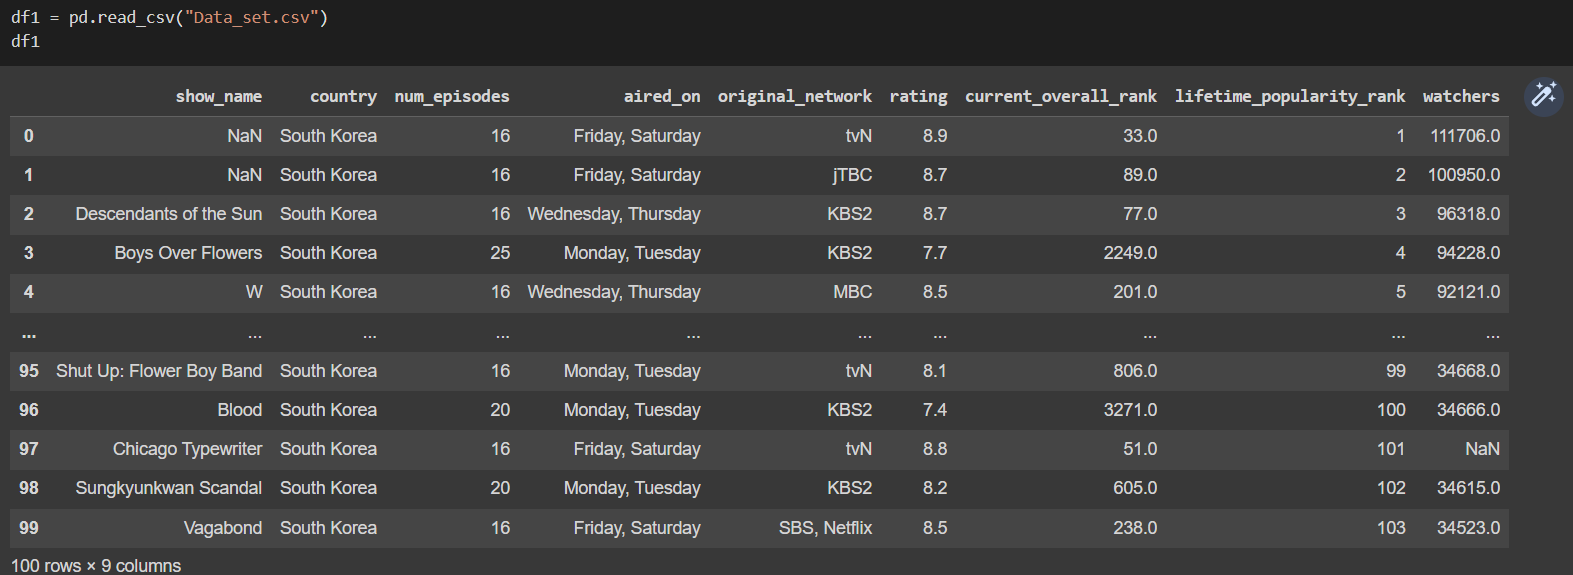 df1 = pd.read_csv("Data_set.csv")
df1
show_name country num_episodes aired_on original_network rating current_overall_rank lifetime_popularity_rank watchers
0 NaN South Korea 16 Friday, Saturday tvN 8.9 33.0 1 111706.0
1 NaN South Korea 16 Friday, Saturday jTBC 8.7 89.0 2 100950.0
2 Descendants of the Sun South Korea 16 Wednesday, Thursday KBS2 8.7 77.0 3 96318.0
3 Boys Over Flowers South Korea 25 Monday, Tuesday KBS2 7.7 2249.0 4 94228.0
4 W South Korea 16 Wednesday, Thursday MBC 8.5 201.0 5 92121.0
... ... ... ... ... ... ... ... ... ...
95 Shut Up: Flower Boy Band South Korea 16 Monday, Tuesday tvN 8.1 806.0 99 34668.0
96 Blood South Korea 20 Monday, Tuesday KBS2 7.4 3271.0 100 34666.0
97 Chicago Typewriter South Korea 16 Friday, Saturday tvN 8.8 51.0 101 NaN
98 Sungkyunkwan Scandal South Korea 20 Monday, Tuesday KBS2 8.2 605.0 102 34615.0
99 Vagabond South Korea 16 Friday, Saturday SBS, Netflix 8.5 238.0 103 34523.0
100 rows × 9 columns